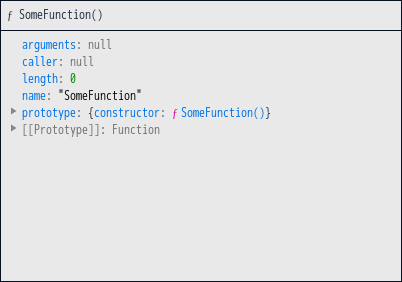 ƒ SomeFunction()
arguments: null
caller: null
length: 0
name: "SomeFunction"
prototype: {constructor: ƒ SomeFunction()}
[[Prototype]]: Function